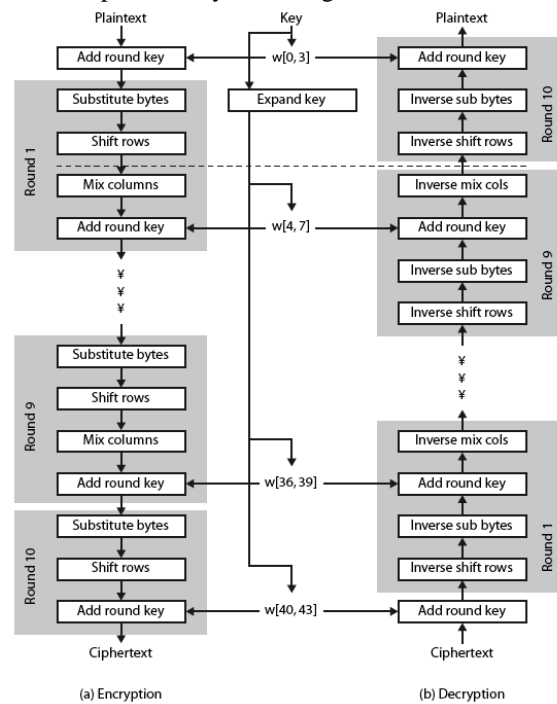 Plaintext
Key
Plaintext
Add round key
w[0, 3]
Add round key
Substitute bytes
Expand key
Inverse sub bytes
Shift rows
Inverse shift rows
Round 1
Round 10
Mix columns
Inverse mix cols
Add round key
w[4, 7]
Add round key
Inverse sub bytes
Inverse shift rows
Round 9
¥
¥
¥
Substitute bytes
¥
¥
¥
Shift rows
Mix columns
Inverse mix cols
Round 9
Add round key
w[36, 39]
Add round key
Substitute bytes
Inverse sub bytes
Shift rows
Inverse shift rows
Round 10
Round 1
Add round key
w[40, 43]
Add round key
Ciphertext
Ciphertext
(a) Encryption
(b) Decryption